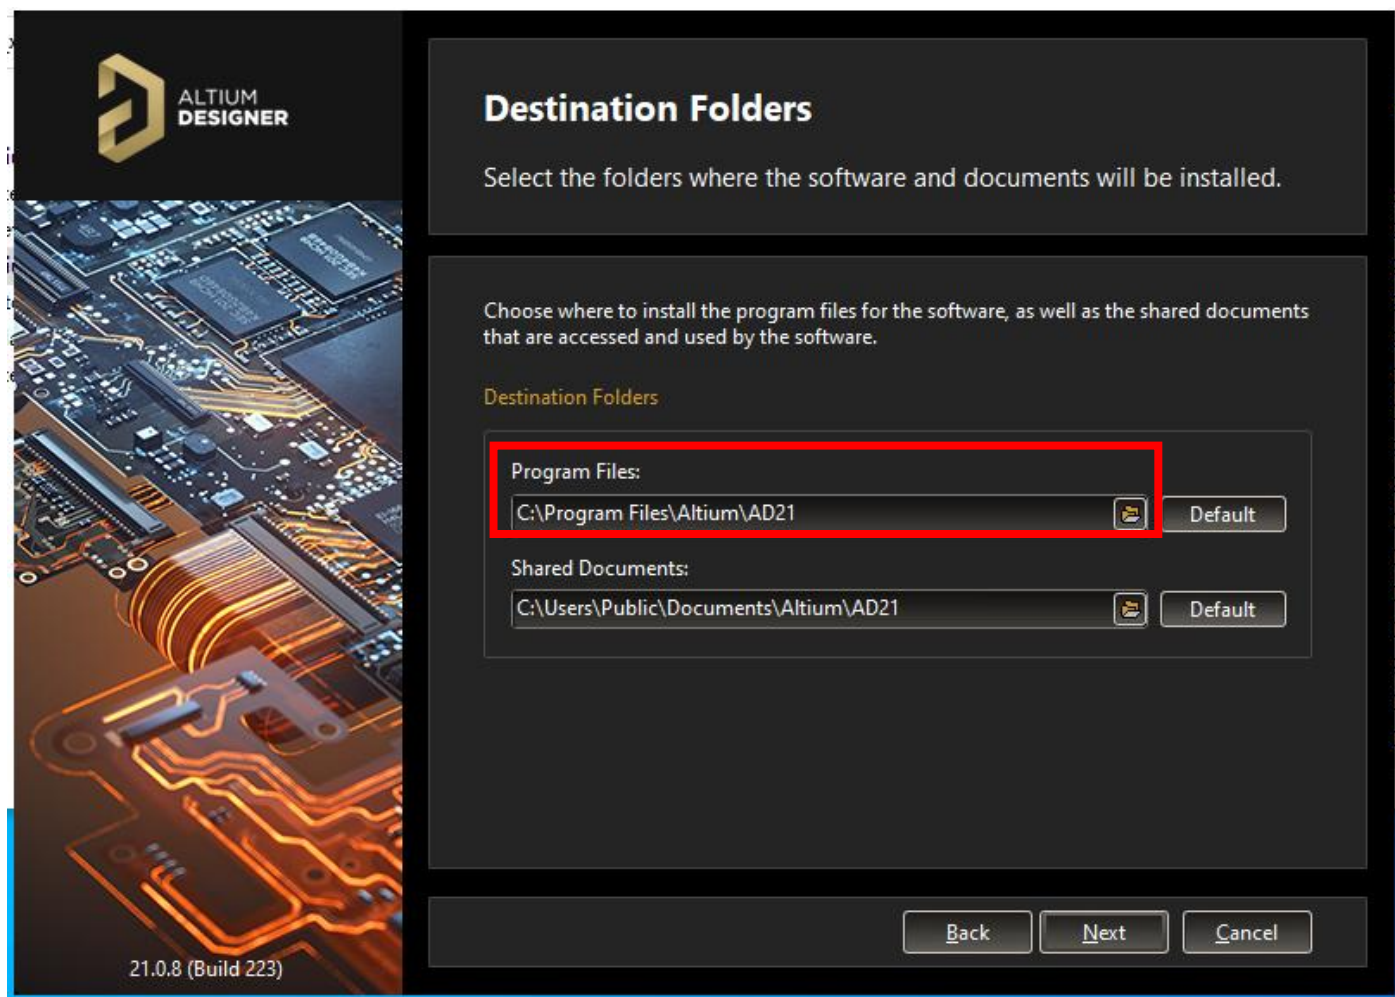 ALTIUM
DESIGNER
Destination Folders
Select the folders where the software and documents will be installed.
Choose where to install the program files for the software, as well as the shared documents
that are accessed and used by the software.
Destination Folders
Program Files:
C:\Program Files\Altium\AD21
Default
Shared Documents:
C:\Users\Public\Documents\Altium\AD21
Default
Back
Next
Cancel
21.0.8 (Build 223)